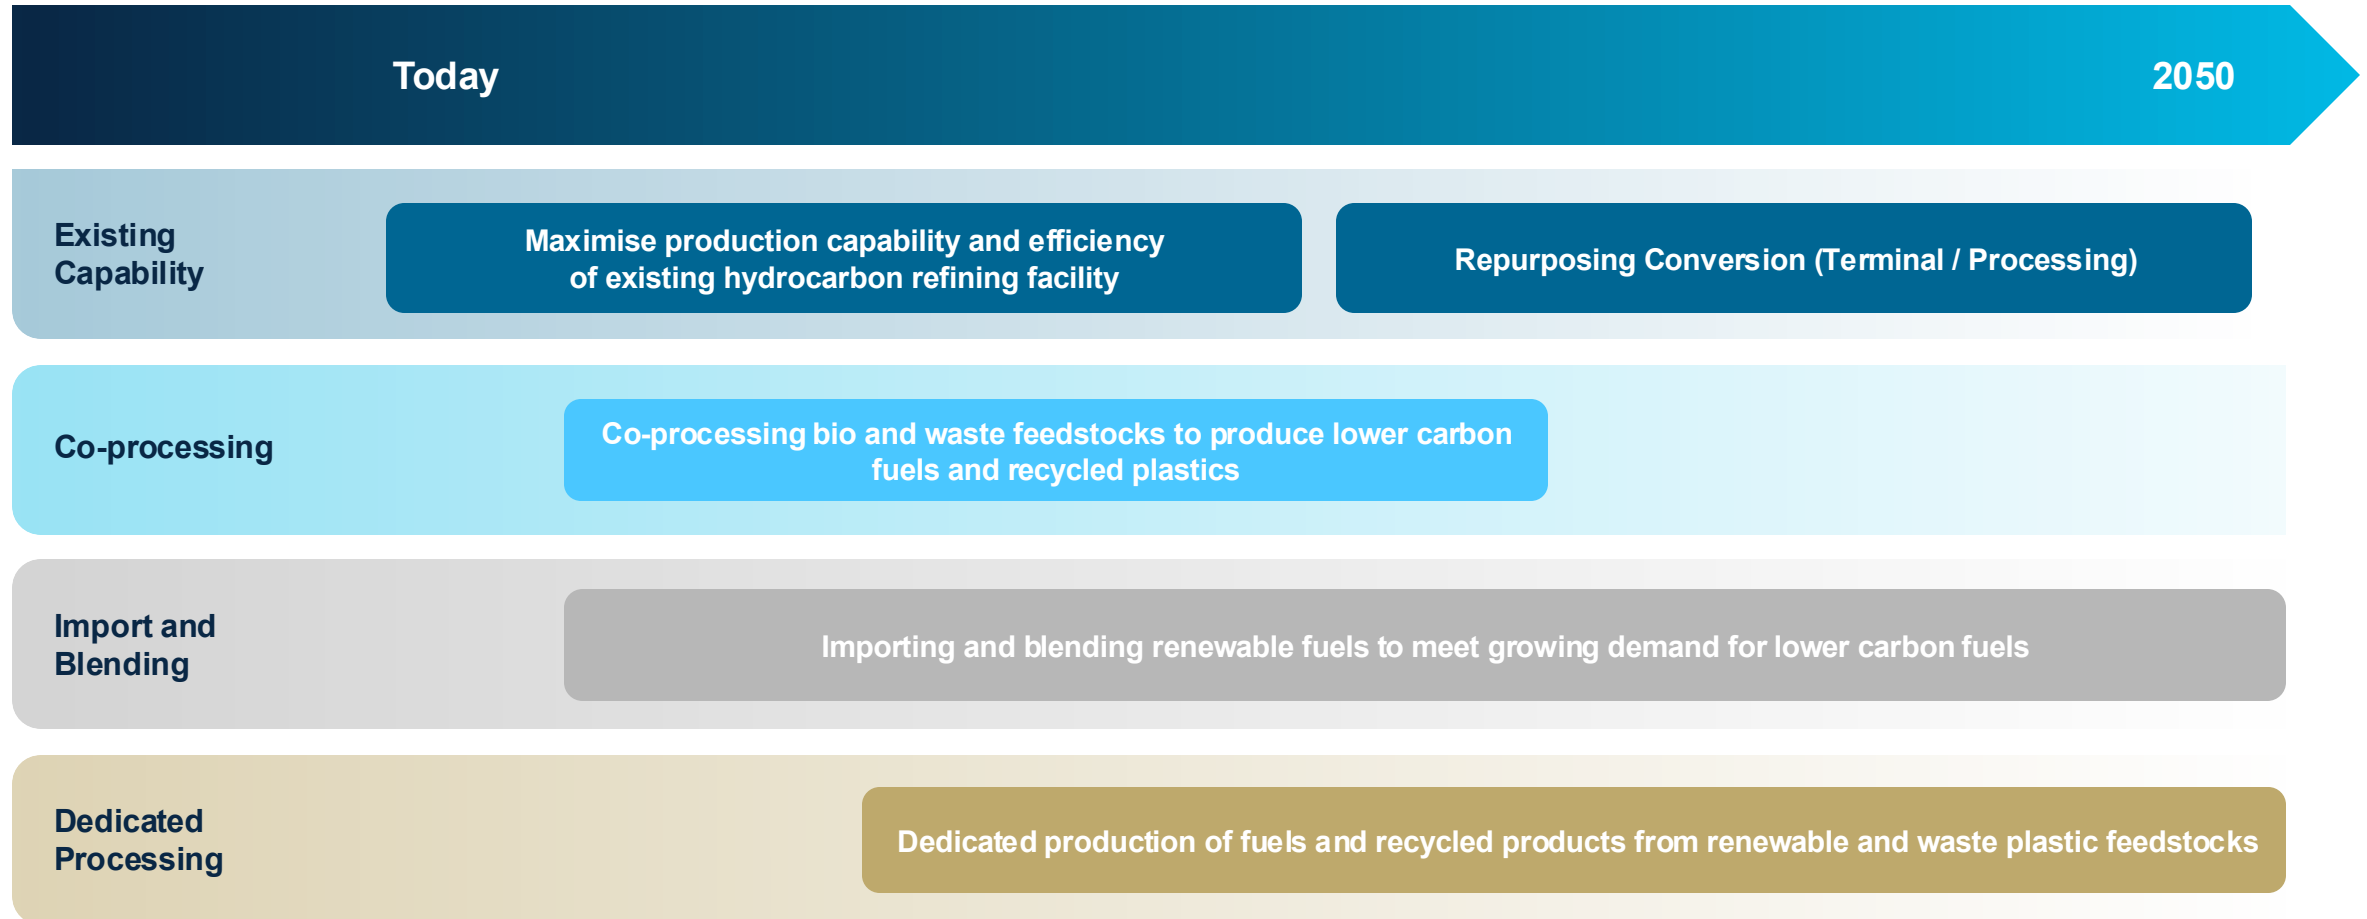 Today
2050
Existing
Capability
Maximise production capability and efficiency
of existing hydrocarbon refining facility
Repurposing Conversion (Terminal / Processing)
Co-processing
Co-processing bio and waste feedstocks to produce lower carbon
fuels and recycled plastics
Import and
Blending
Importing and blending renewable fuels to meet growing demand for lower carbon fuels
Dedicated
Processing
Dedicated production of fuels and recycled products from renewable and waste plastic feedstocks